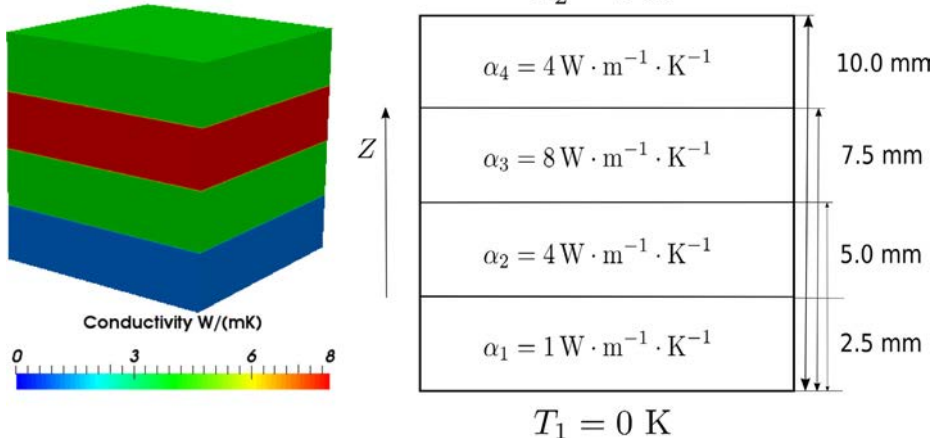 α₄ = 4 W · m⁻¹ · K⁻¹
10.0 mm
Z
α₃ = 8 W · m⁻¹ · K⁻¹
7.5 mm
α₂ = 4 W · m⁻¹ · K⁻¹
5.0 mm
α₁ = 1 W · m⁻¹ · K⁻¹
2.5 mm
T₁ = 0 K
Conductivity W/(mK)
0 3 6 8